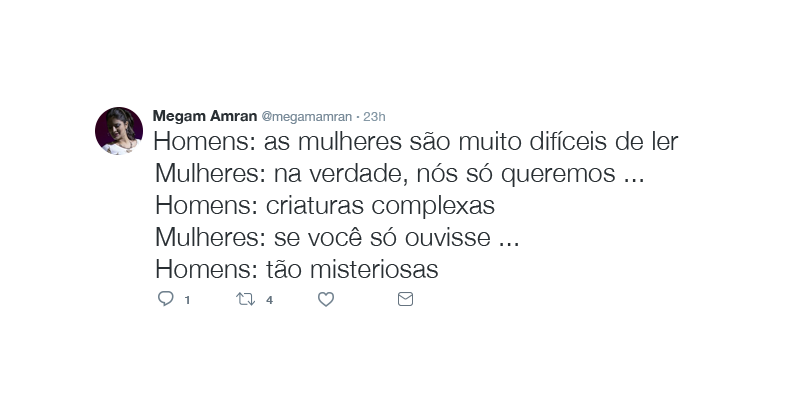 Megam Amran @megamamran · 23h
Homens: as mulheres são muito difíceis de ler
Mulheres: na verdade, nós só queremos ...
Homens: criaturas complexas
Mulheres: se você só ouvisse ...
Homens: tão misteriosas
1 4